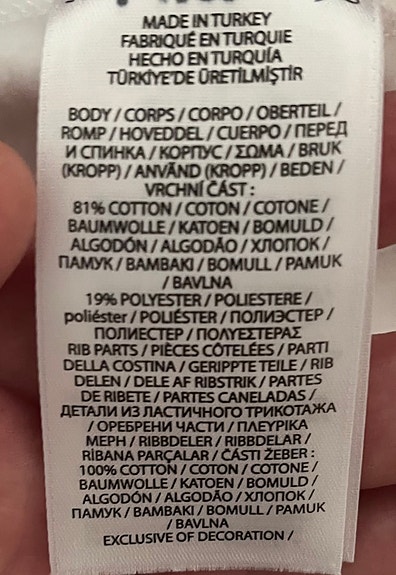 MADE IN TURKEY
FABRIQUÉ EN TURQUIE
HECHO EN TURQUÍA
TÜRKİYE'DE ÜRETİLMİŞTİR
BODY / CORPS / CORPO / OBERTEIL /
ROMP / HOVEDDEL / CUERPO / ПЕРЕД
И СПИНКА / КОРПУС / ΣΩΜΑ / BRUK
(KROPP) / ANVÄND (KROPP) / BEDEN /
VRCHNÍ ČÁST :
81% COTTON / COTON / COTONE /
BAUMWOLLE / KATOEN / BOMULD /
ALGODÓN / ALGODÃO / ХЛОПОК /
ПАМУК / ΒΑΜΒΑΚΙ / BOMULL / PAMUK
/ BAVLNA
19% POLYESTER / POLIESTERE /
poliéster / POLIÉSTER / ПОЛИЭСТЕР /
ПОЛИЕСТЕР / ΠΟΛΥΕΣΤΕΡΑΣ
RIB PARTS / PIÈCES CÔTELÉES / PARTI
DELLA COSTINA / GERIPPTE TEILE / RIB
DELEN / DELE AF RIBSTRIK / PARTES
DE RIBETE / PARTES CANELADAS /
ДЕТАЛИ ИЗ ЛАСТИЧНОГО ТРИКОТАЖА
/ ОРЕБРЕНИ ЧАСТИ / ΠΛΕΥΡΙΚΑ
ΜΕΡΗ / RIBBDELER / RIBBDELAR /
RİBANA PARÇALAR / ČÁSTI ŽEBER :
100% COTTON / COTON / COTONE /
BAUMWOLLE / KATOEN / BOMULD /
ALGODÓN / ALGODÃO / ХЛОПОК /
ПАМУК / ΒΑΜΒΑΚΙ / BOMULL / PAMUK
/ BAVLNA
EXCLUSIVE OF DECORATION /